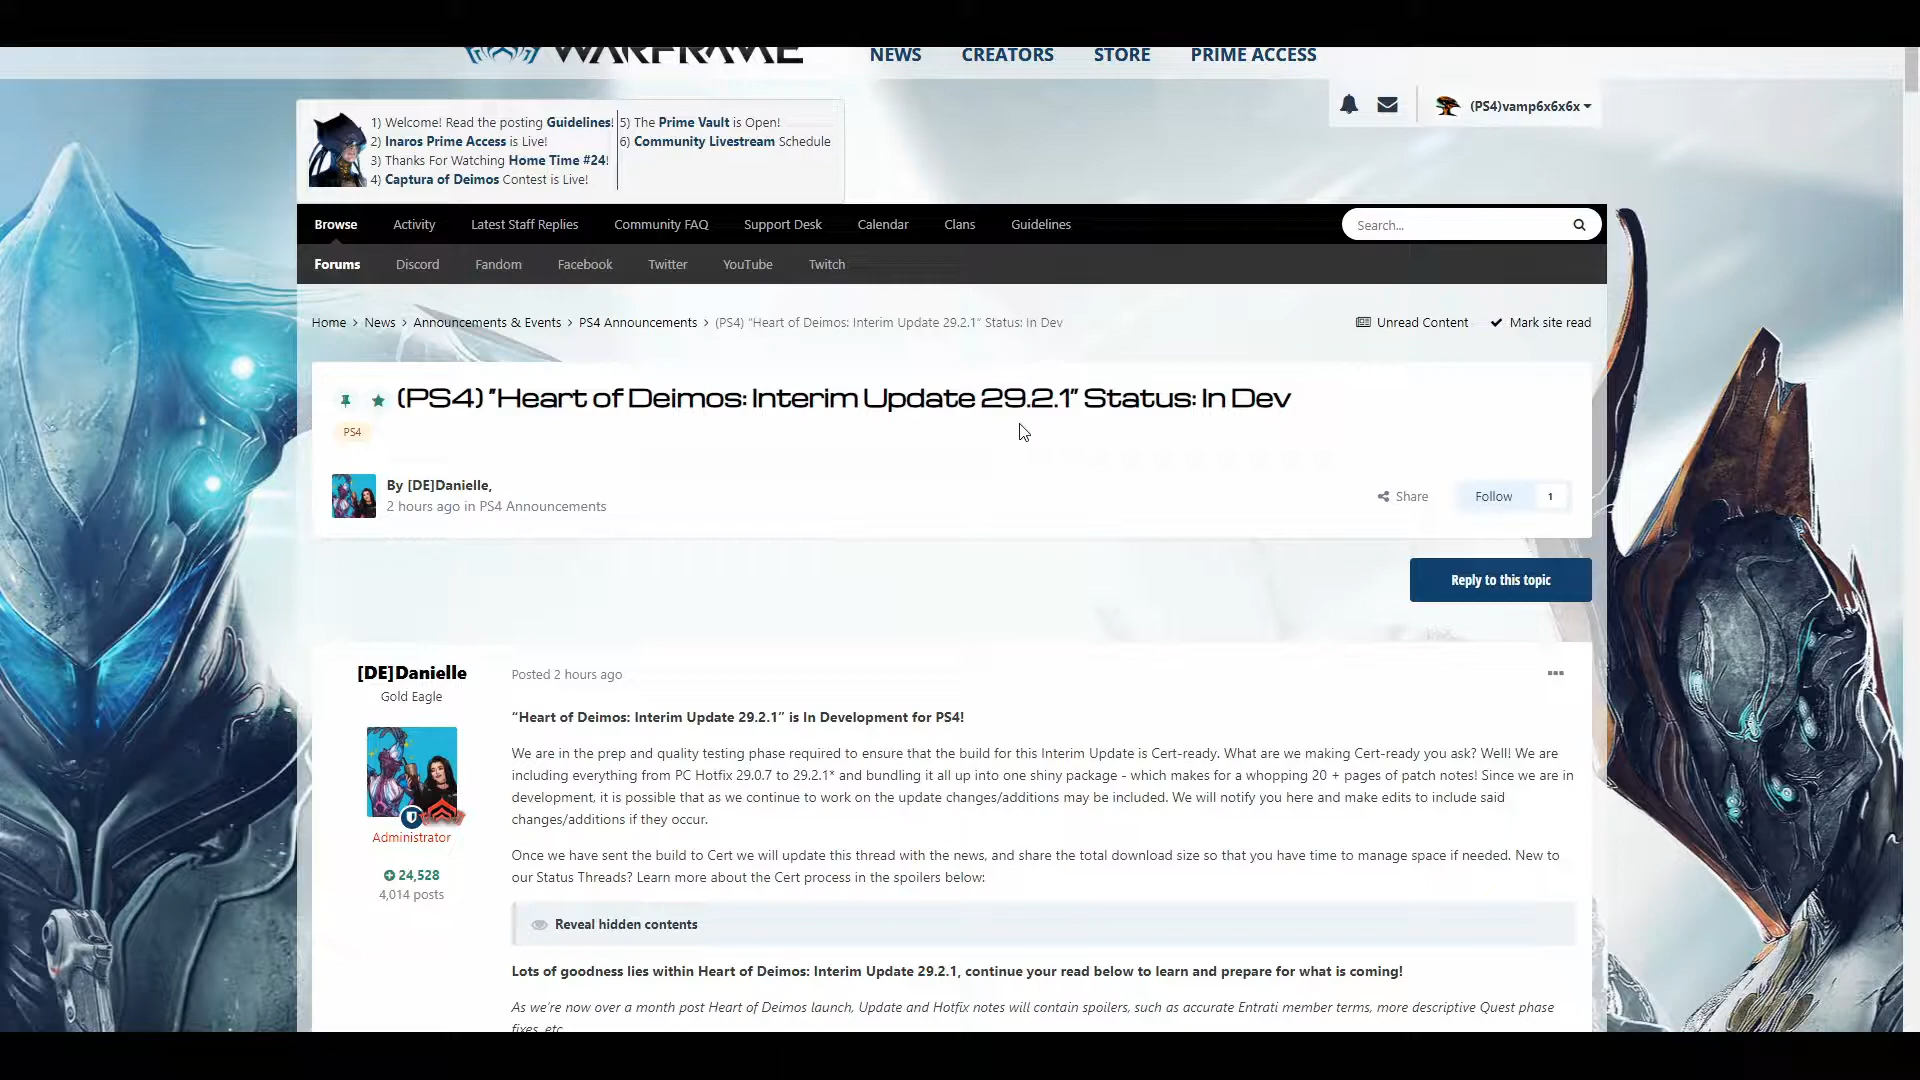 WARFRAME
NEWS CREATORS STORE PRIME ACCESS
(PS4)vamp6x6x6x
1) Welcome! Read the posting Guidelines!
2) Inaros Prime Access is Live!
3) Thanks For Watching Home Time #24!
4) Captura of Deimos Contest is Live!
5) The Prime Vault is Open!
6) Community Livestream Schedule
Browse Activity Latest Staff Replies Community FAQ Support Desk Calendar Clans Guidelines Search...
Forums Discord Fandom Facebook Twitter YouTube Twitch
Home > News > Announcements & Events > PS4 Announcements > (PS4) "Heart of Deimos: Interim Update 29.2.1" Status: In Dev Unread Content Mark site read
(PS4) "Heart of Deimos: Interim Update 29.2.1" Status: In Dev
PS4
By [DE]Danielle,
2 hours ago in PS4 Announcements
Share Follow 1
Reply to this topic
[DE]Danielle
Gold Eagle
Administrator
24,528
4,014 posts
Posted 2 hours ago
“Heart of Deimos: Interim Update 29.2.1” is In Development for PS4!
We are in the prep and quality testing phase required to ensure that the build for this Interim Update is Cert-ready. What are we making Cert-ready you ask? Well! We are
including everything from PC Hotfix 29.0.7 to 29.2.1* and bundling it all up into one shiny package - which makes for a whopping 20 + pages of patch notes! Since we are in
development, it is possible that as we continue to work on the update changes/additions may be included. We will notify you here and make edits to include said
changes/additions if they occur.
Once we have sent the build to Cert we will update this thread with the news, and share the total download size so that you have time to manage space if needed. New to
our Status Threads? Learn more about the Cert process in the spoilers below:
Reveal hidden contents
Lots of goodness lies within Heart of Deimos: Interim Update 29.2.1, continue your read below to learn and prepare for what is coming!
As we’re now over a month post Heart of Deimos launch, Update and Hotfix notes will contain spoilers, such as accurate Entrati member terms, more descriptive Quest phase
fixes, etc